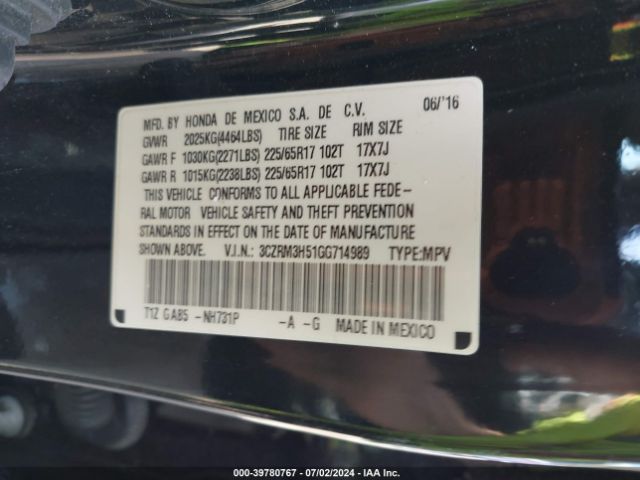 MFD. BY HONDA DE MEXICO S.A. DE C.V. 06/'16
GVWR 2025KG(4464LBS) TIRE SIZE RIM SIZE
GAWR F 1030KG(2271LBS) 225/65R17 102T 17X7J
GAWR R 1015KG(2238LBS) 225/65R17 102T 17X7J
THIS VEHICLE CONFORMS TO ALL APPLICABLE FEDE-
RAL MOTOR VEHICLE SAFETY AND THEFT PREVENTION
STANDARDS IN EFFECT ON THE DATE OF MANUFACTURE
SHOWN ABOVE. V.I.N.: 3CZRM3H51GG714989 TYPE:MPV
T1Z GA85 -NH731P -A -G MADE IN MEXICO
000-39780767 - 07/02/2024 - IAA Inc.